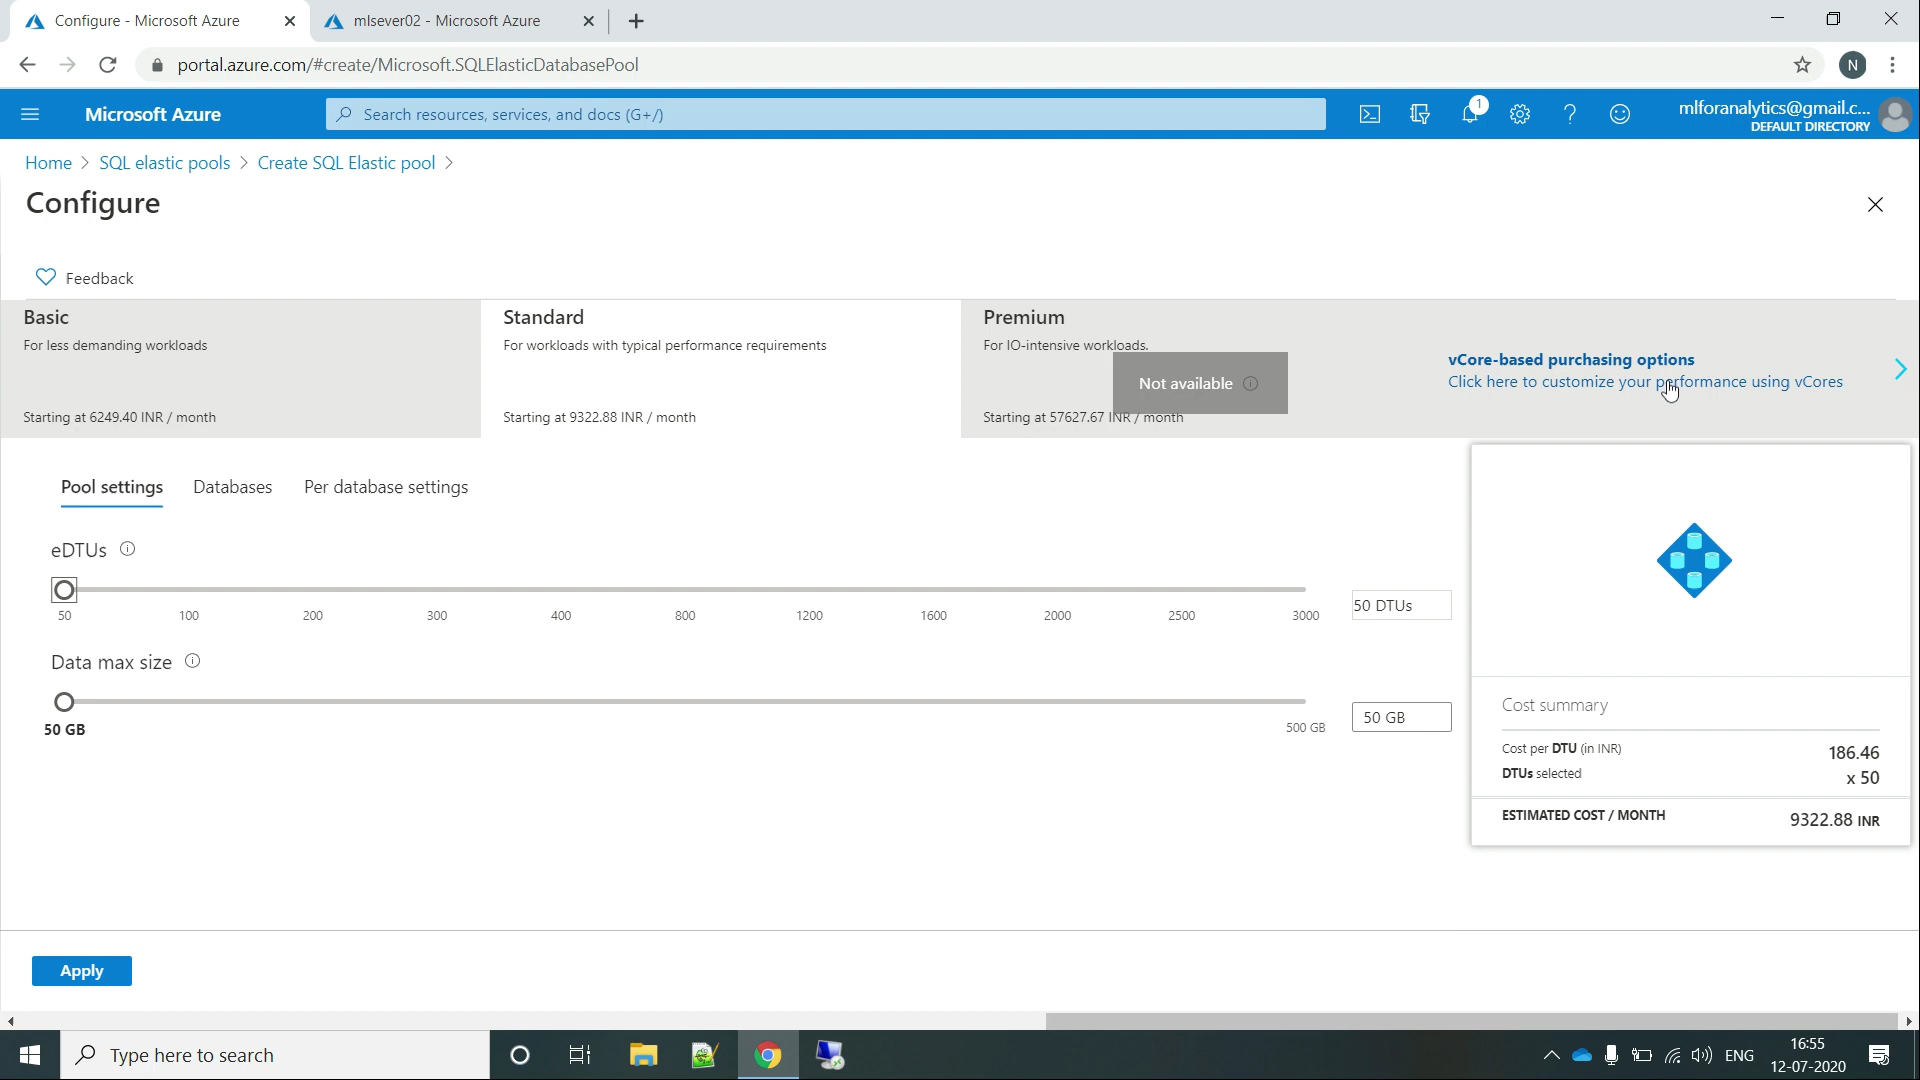 Configure - Microsoft Azure
mlsever02 - Microsoft Azure
portal.azure.com/#create/Microsoft.SQLElasticDatabasePool
N
Microsoft Azure
Search resources, services, and docs (G+/)
1
mlforanalytics@gmail.c...
DEFAULT DIRECTORY
Home > SQL elastic pools > Create SQL Elastic pool >
Configure
Feedback
Basic
For less demanding workloads
Starting at 6249.40 INR / month
Standard
For workloads with typical performance requirements
Starting at 9322.88 INR / month
Premium
For IO-intensive workloads.
Not available
Starting at 57627.67 INR / month
vCore-based purchasing options
Click here to customize your performance using vCores
Pool settings
Databases
Per database settings
eDTUs
50 100 200 300 400 800 1200 1600 2000 2500 3000
50 DTUs
Data max size
50 GB
500 GB
50 GB
Cost summary
Cost per DTU (in INR) 186.46
DTUs selected x 50
ESTIMATED COST / MONTH 9322.88 INR
Apply
Type here to search
ENG
16:55
12-07-2020